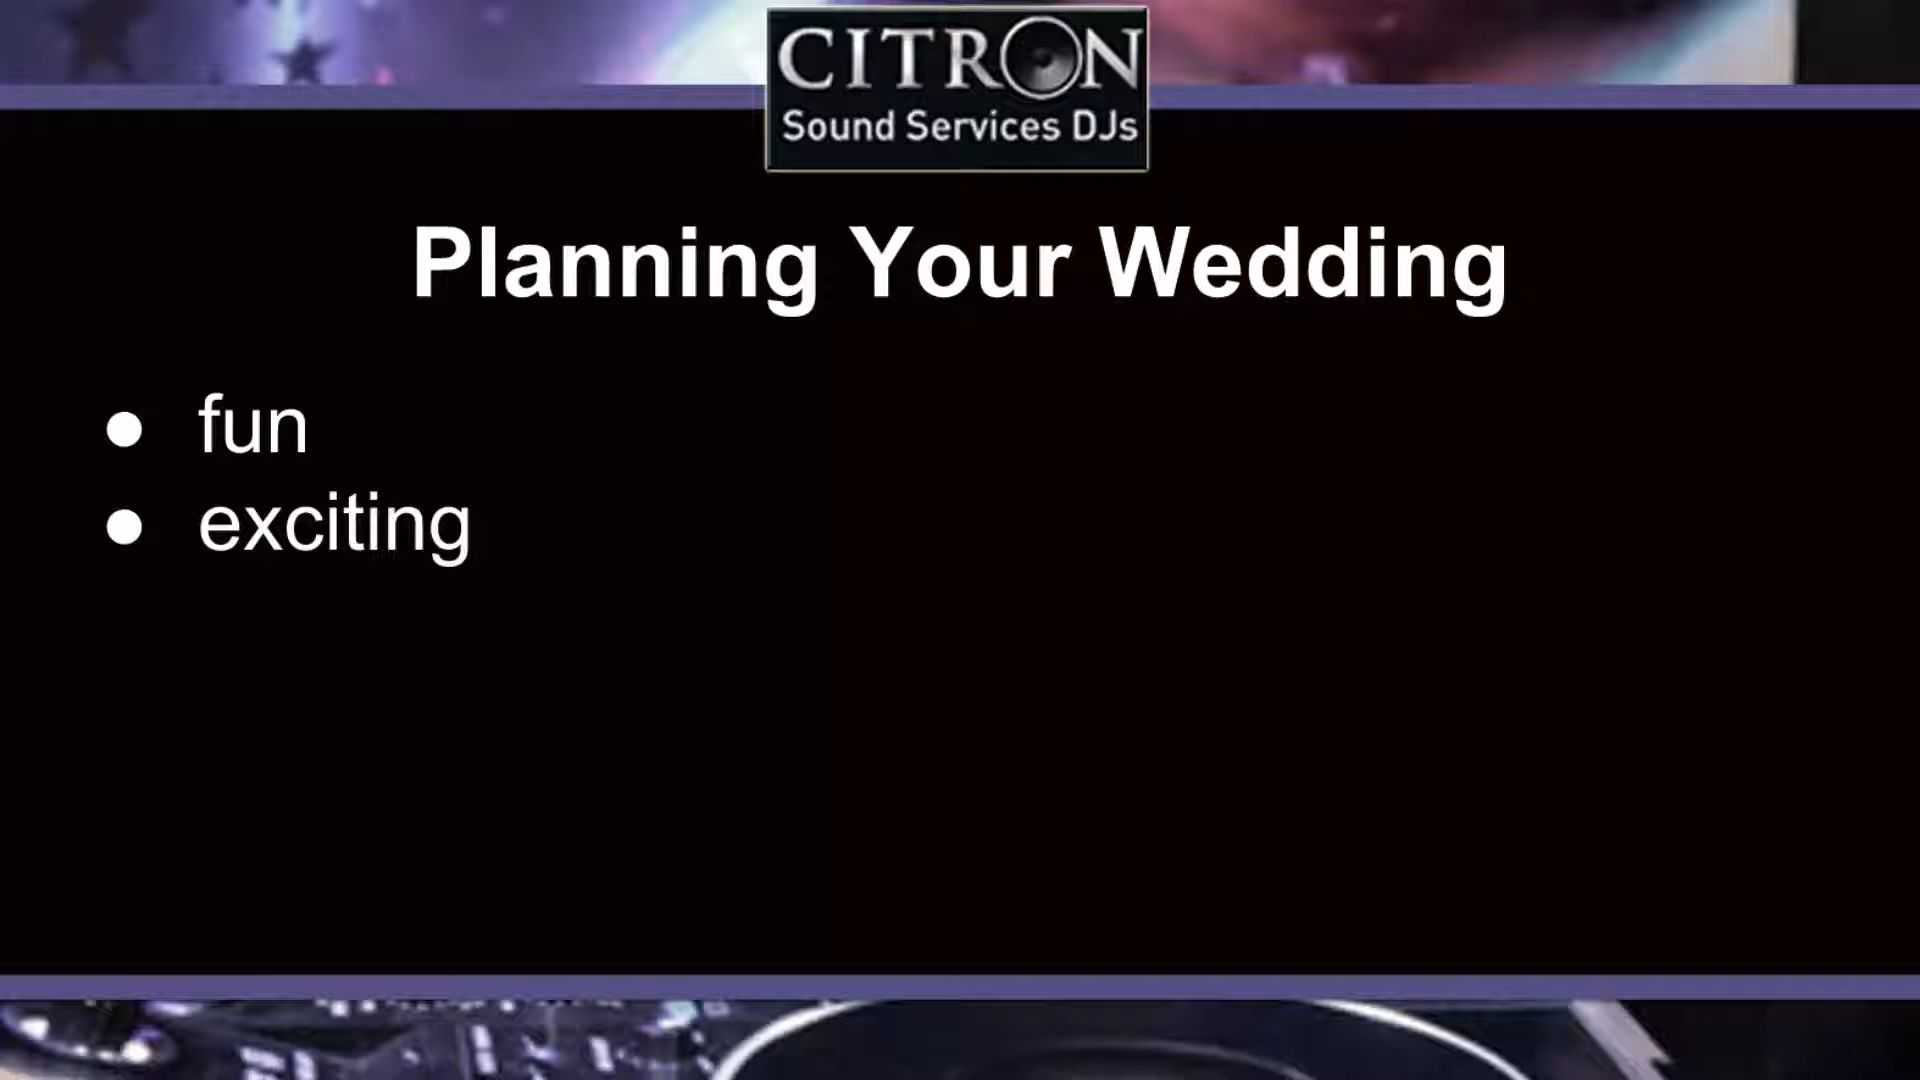 CITRON
Sound Services DJs
Planning Your Wedding
● fun
● exciting